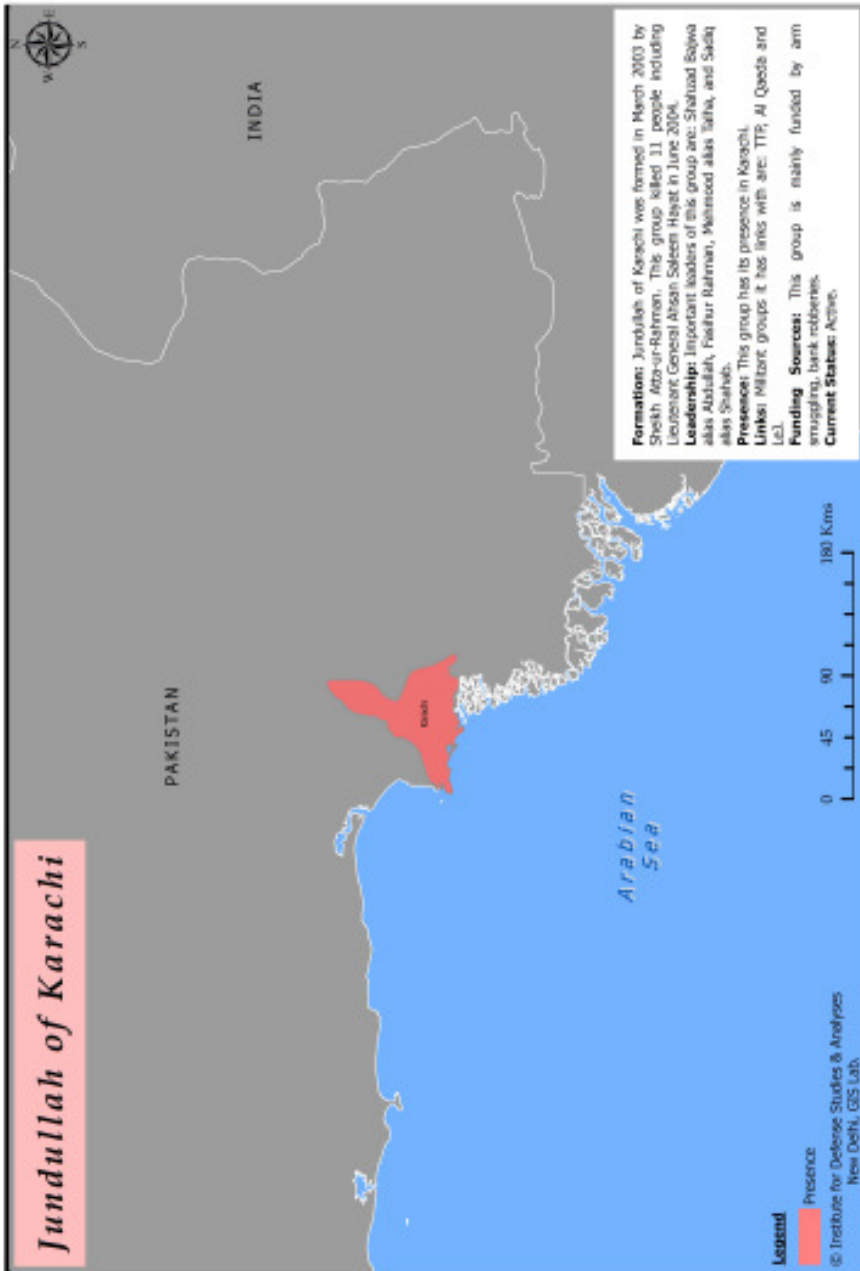 Jundullah of Karachi
N
W
E
S
PAKISTAN
INDIA
Karachi
Arabian
Sea
Formation: Jundullah of Karachi was formed in March 2003 by
Sheikh Atta-ur-Rahman. This group killed 11 people including
Lieutenant General Ahsan Saleem Hayat in June 2004.
Leadership: Important leaders of this group are: Shahzad Bajwa
alias Abdullah, Fasihur Rahman, Mehmood alias Talha, and Sadiq
alias Shahab.
Presence: This group has its presence in Karachi.
Links: Militant groups it has links with are: TTP, Al Qaeda and
LeJ.
Funding Sources: This group is mainly funded by arm
smuggling, bank robberies.
Current Status: Active.
Legend
Presence
© Institute for Defense Studies & Analyses
New Delhi, GIS Lab.
0 45 90 180 Kms